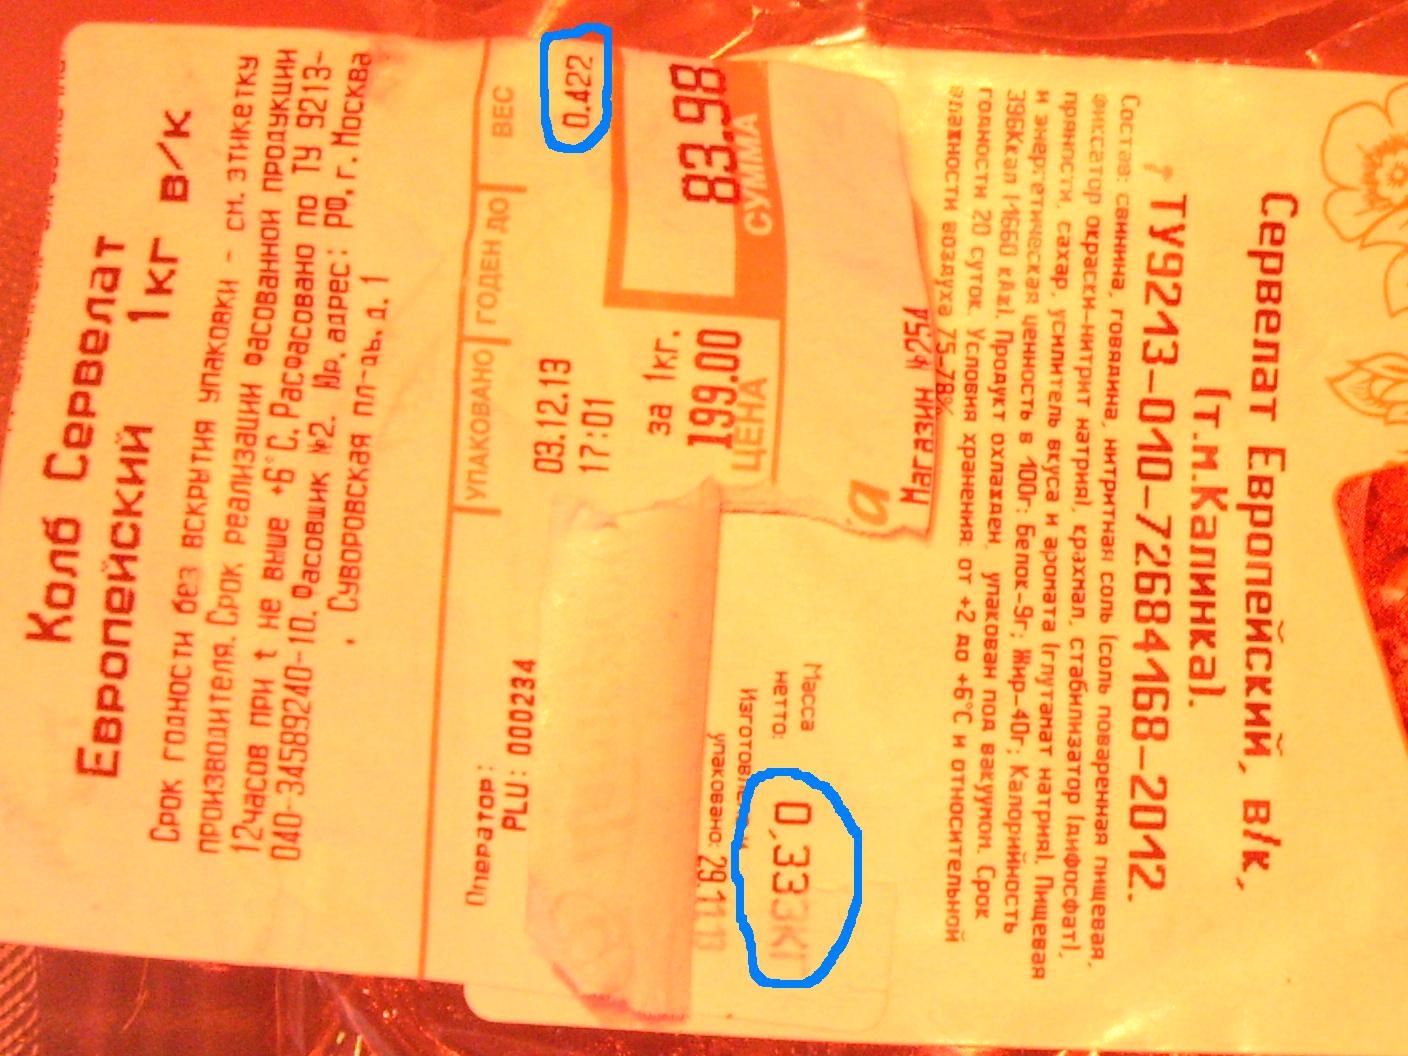 Колб Сервелат
Европейский 1кг в/к
Срок годности без вскрытия упаковки - см. этикетку
производителя. Срок реализации фасованной продукции
12часов при t не выше +6°С. Расфасовано по ТУ 9213-
040-34589240-10. Фасовщик №2. Юр. адрес: РФ, г. Москва
, Суворовская пл-дь, д. 1
УПАКОВАНО
ГОДЕН ДО
ВЕС
03.12.13
17:01
0.422
Оператор:
PLU: 000234
за 1кг.
199.00
ЦЕНА
83.98
СУММА
Магазин №254
Сервелат Европейский, в/к,
(т.м.Калинка).
ТУ9213-010-72684168-2012.
Состав: свинина, говядина, нитритная соль (соль поваренная пищевая,
фиксатор окраски-нитрит натрия), крахмал, стабилизатор (дифосфат),
пряности, сахар, усилитель вкуса и аромата (глутамат натрия). Пищевая
и энергетическая ценность в 100г: Белок-9г; Жир-40г; Калорийность
396кКал (1660 кДж). Продукт охлажден, упакован под вакуумом. Срок
годности 20 суток. Условия хранения: от +2 до +6°С и относительной
влажности воздуха 75-78%
Масса
нетто: 0,333кг
упаковано: 29.11.13